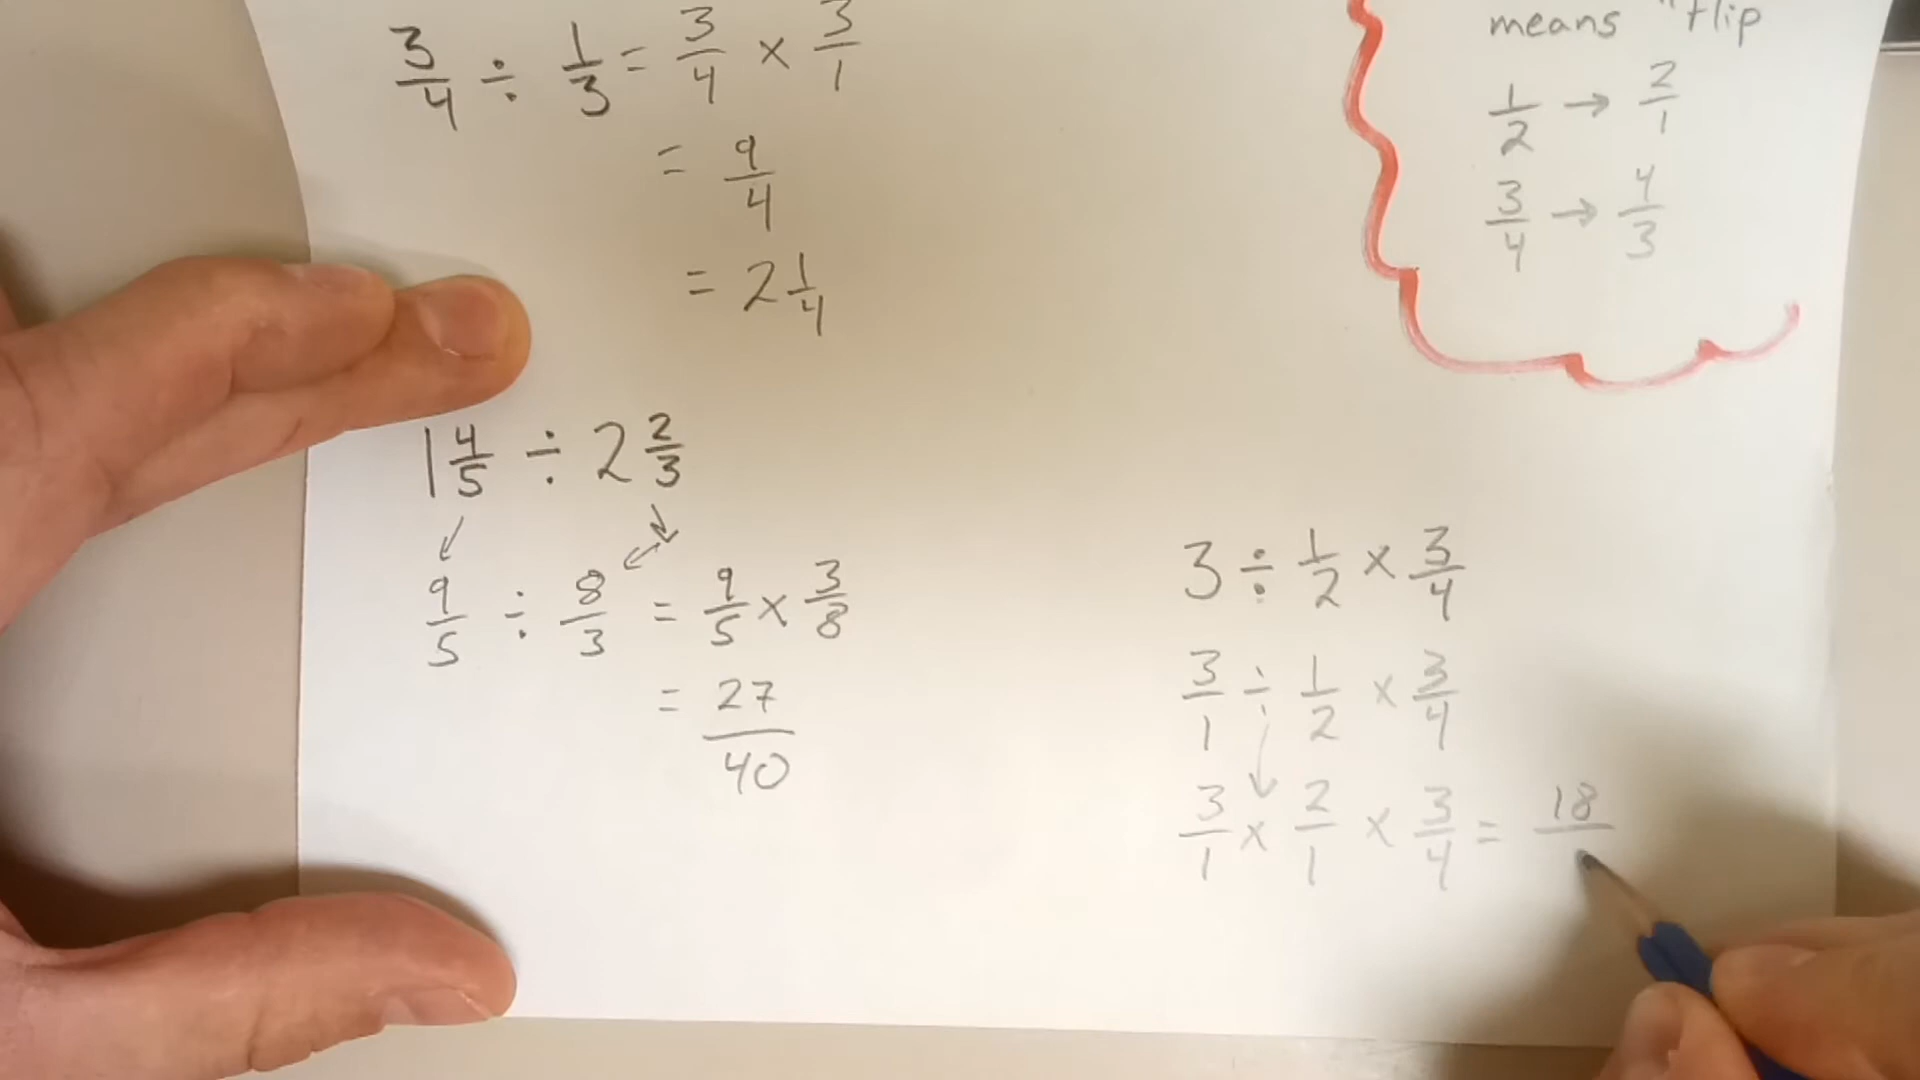 3/4 ÷ 1/3 = 3/4 × 3/1
= 9/4
= 2 1/4
1 4/5 ÷ 2 2/3
9/5 ÷ 8/3 = 9/5 × 3/8
= 27/40
means "flip
1/2 → 2/1
3/4 → 4/3
3 ÷ 1/2 × 3/4
3/1 ÷ 1/2 × 3/4
3/1 × 2/1 × 3/4 = 18/